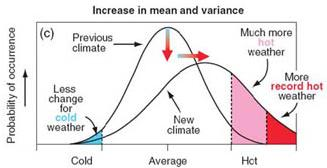 Increase in mean and variance
(c)
Previous
climate
Much more
hot
weather
Less
change
for
cold
weather
New
climate
More
record hot
weather
Probability of occurrence
Cold
Average
Hot